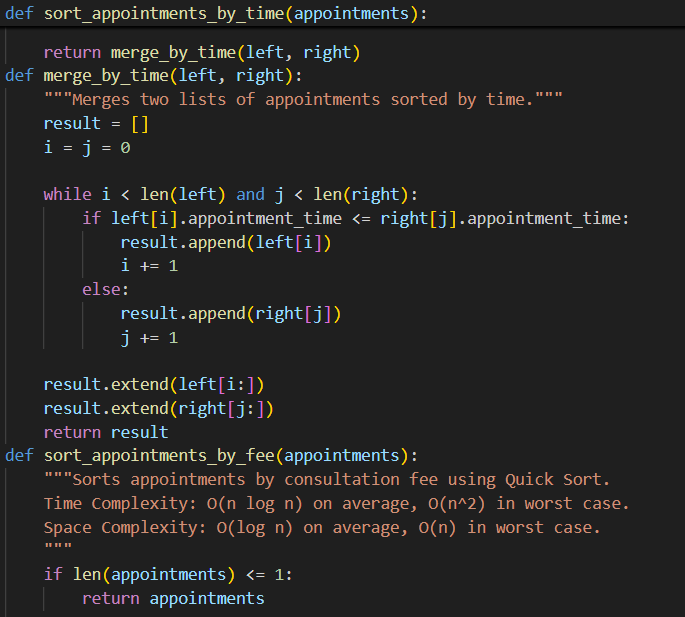 def sort_appointments_by_time(appointments):
    return merge_by_time(left, right)
def merge_by_time(left, right):
    """Merges two lists of appointments sorted by time."""
    result = []
    i = j = 0
    while i < len(left) and j < len(right):
        if left[i].appointment_time <= right[j].appointment_time:
            result.append(left[i])
            i += 1
        else:
            result.append(right[j])
            j += 1
    result.extend(left[i:])
    result.extend(right[j:])
    return result
def sort_appointments_by_fee(appointments):
    """Sorts appointments by consultation fee using Quick Sort.
    Time Complexity: O(n log n) on average, O(n^2) in worst case.
    Space Complexity: O(log n) on average, O(n) in worst case.
    """
    if len(appointments) <= 1:
        return appointments